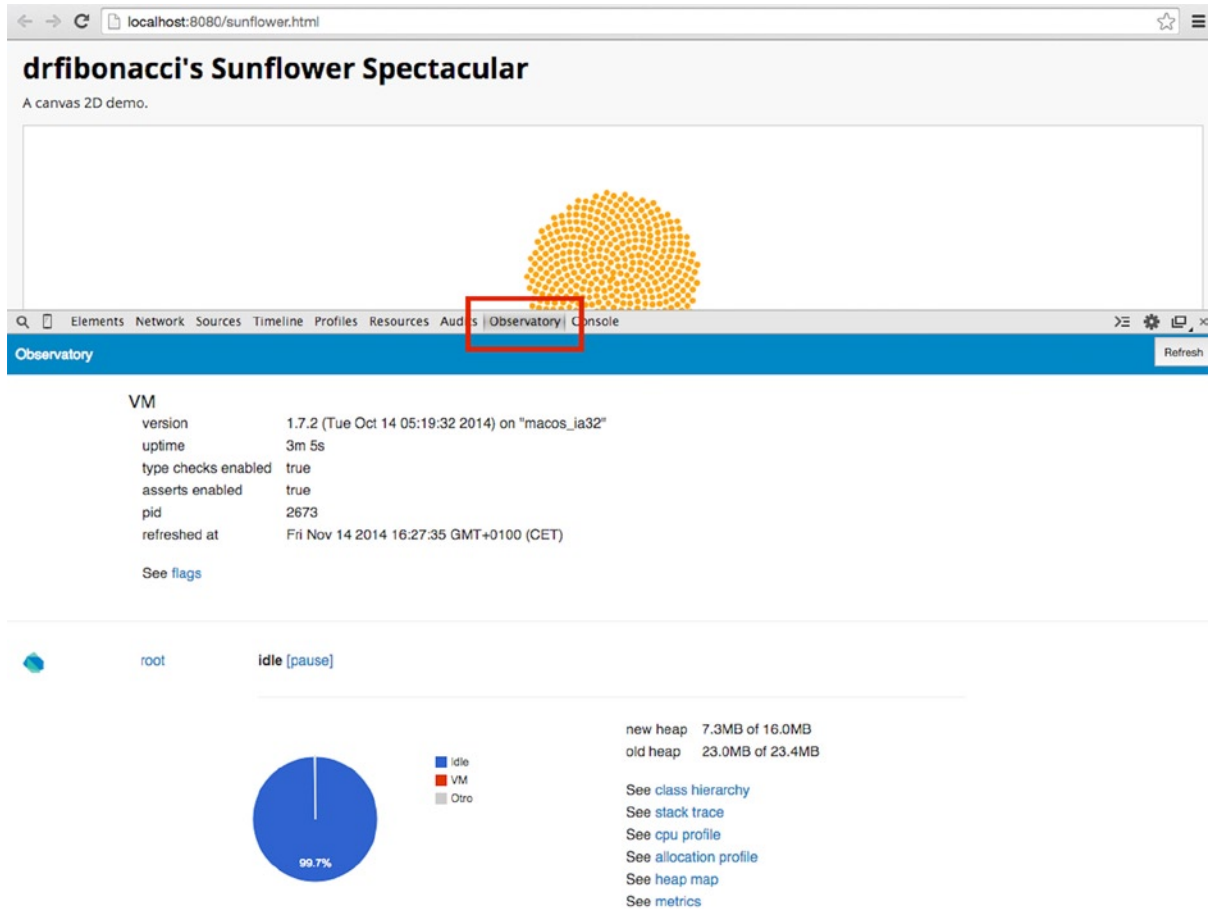 localhost:8080/sunflower.html
drfibonacci's Sunflower Spectacular
A canvas 2D demo.
Elements Network Sources Timeline Profiles Resources Audits Observatory Console
Observatory
Refresh
VM
version 1.7.2 (Tue Oct 14 05:19:32 2014) on "macos_ia32"
uptime 3m 5s
type checks enabled true
asserts enabled true
pid 2673
refreshed at Fri Nov 14 2014 16:27:35 GMT+0100 (CET)
See flags
root idle [pause]
new heap 7.3MB of 16.0MB
old heap 23.0MB of 23.4MB
Idle
VM
Otro
99.7%
See class hierarchy
See stack trace
See cpu profile
See allocation profile
See heap map
See metrics